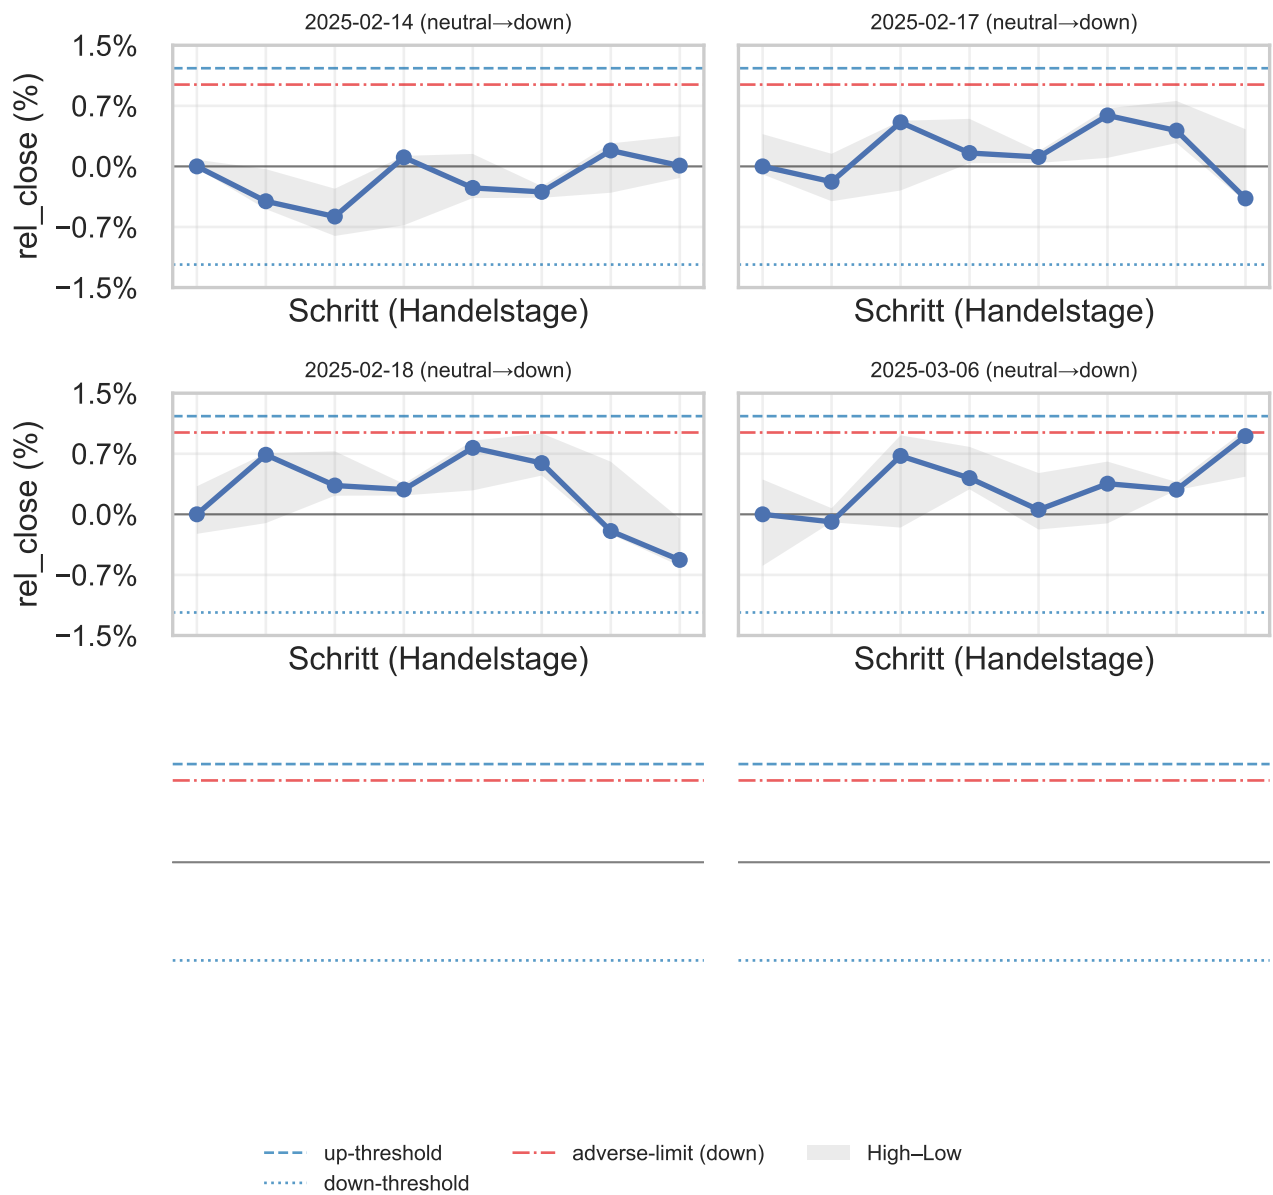 2025-02-14 (neutral→down)
2025-02-17 (neutral→down)
1.5%
0.7%
0.0%
−0.7%
−1.5%
rel_close (%)
Schritt (Handelstage)
Schritt (Handelstage)
2025-02-18 (neutral→down)
2025-03-06 (neutral→down)
1.5%
0.7%
0.0%
−0.7%
−1.5%
rel_close (%)
Schritt (Handelstage)
Schritt (Handelstage)
up-threshold
down-threshold
adverse-limit (down)
High–Low